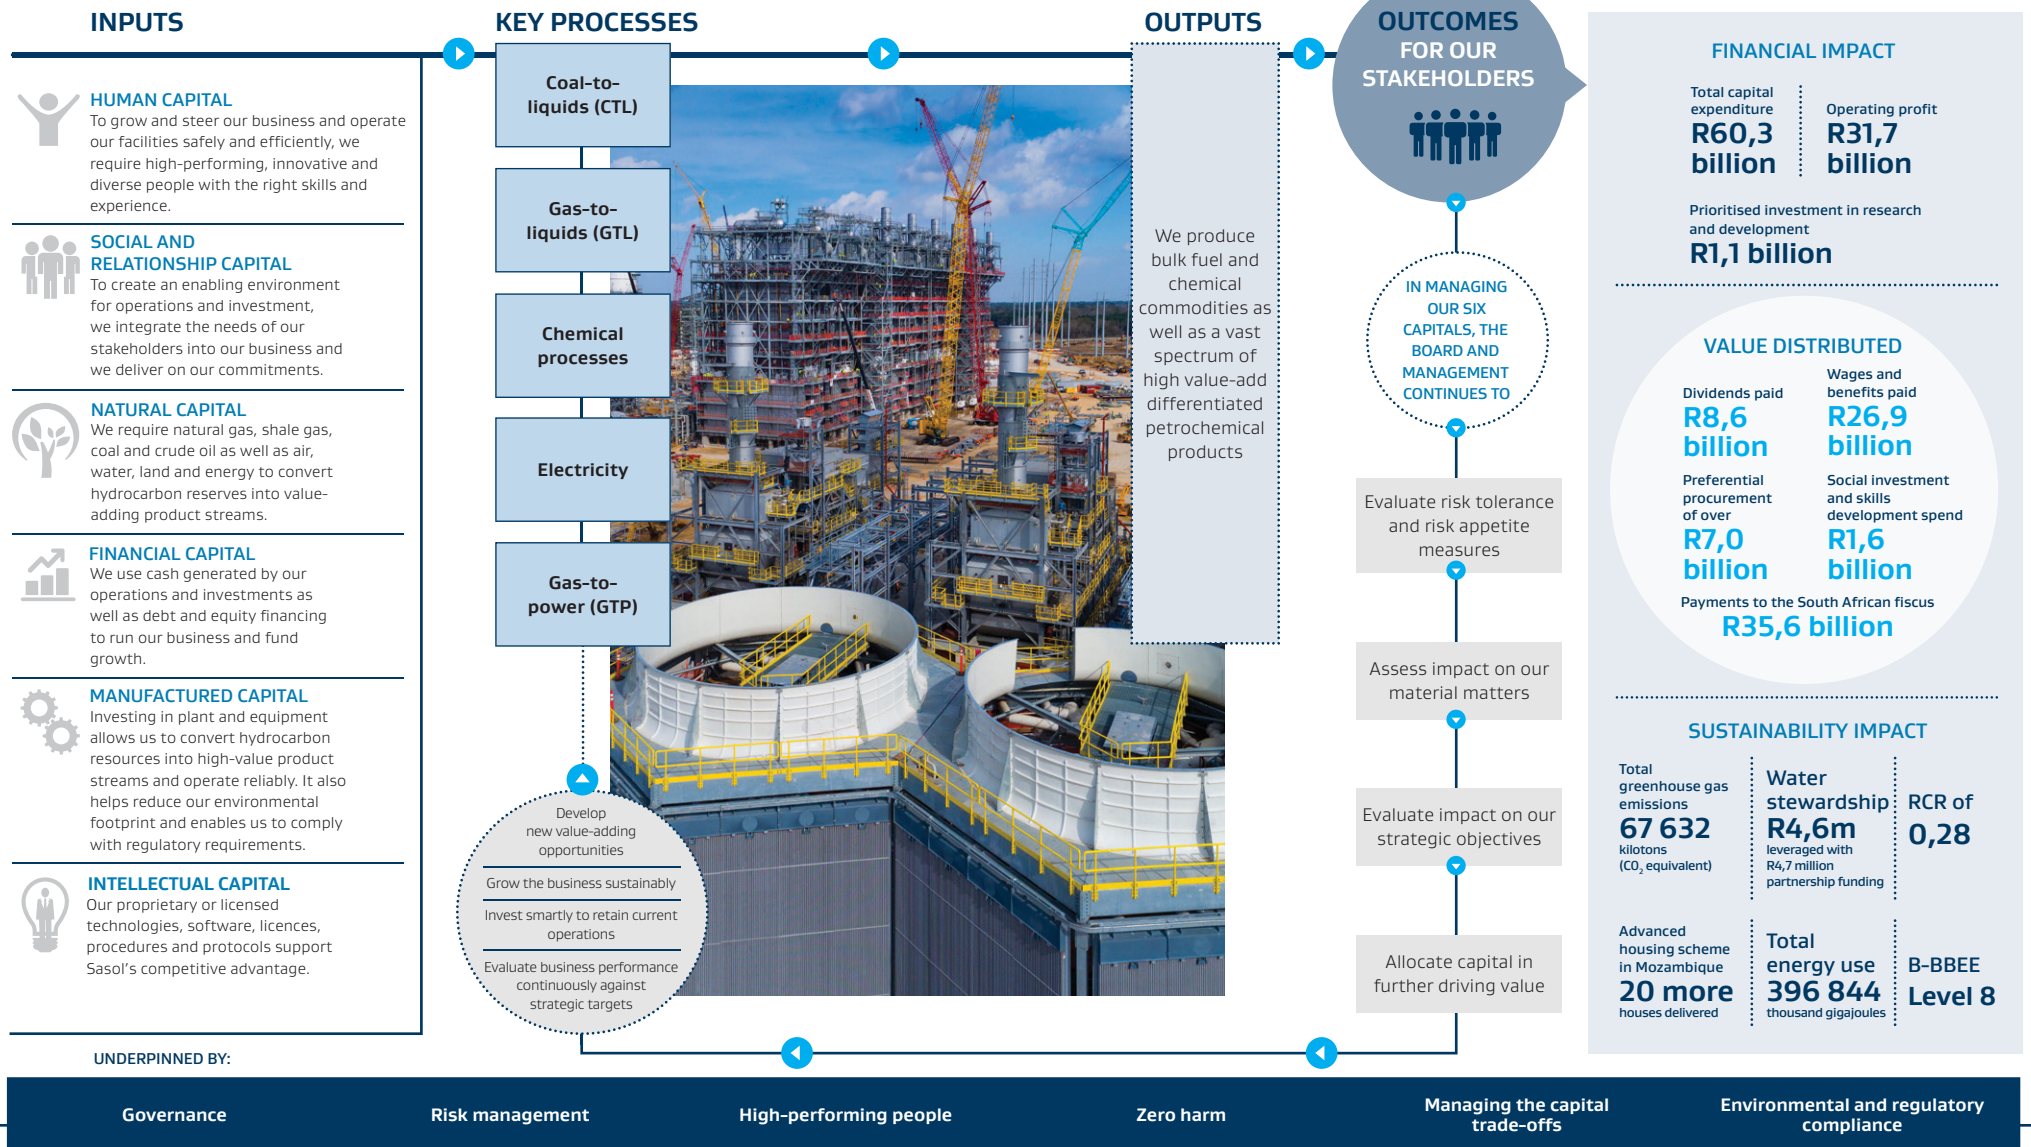 INPUTS
HUMAN CAPITAL
To grow and steer our business and operate
our facilities safely and efficiently, we
require high-performing, innovative and
diverse people with the right skills and
experience.
SOCIAL AND
RELATIONSHIP CAPITAL
To create an enabling environment
for operations and investment,
we integrate the needs of our
stakeholders into our business and
we deliver on our commitments.
NATURAL CAPITAL
We require natural gas, shale gas,
coal and crude oil as well as air,
water, land and energy to convert
hydrocarbon reserves into value-
adding product streams.
FINANCIAL CAPITAL
We use cash generated by our
operations and investments as
well as debt and equity financing
to run our business and fund
growth.
MANUFACTURED CAPITAL
Investing in plant and equipment
allows us to convert hydrocarbon
resources into high-value product
streams and operate reliably. It also
helps reduce our environmental
footprint and enables us to comply
with regulatory requirements.
INTELLECTUAL CAPITAL
Our proprietary or licensed
technologies, software, licences,
procedures and protocols support
Sasol's competitive advantage.
KEY PROCESSES
Coal-to-
liquids (CTL)
Gas-to-
liquids (GTL)
Chemical
processes
Electricity
Gas-to-
power (GTP)
Develop
new value-adding
opportunities
Grow the business sustainably
Invest smartly to retain current
operations
Evaluate business performance
continuously against
strategic targets
OUTPUTS
We produce
bulk fuel and
chemical
commodities as
well as a vast
spectrum of
high value-add
differentiated
petrochemical
products
OUTCOMES
FOR OUR
STAKEHOLDERS
IN MANAGING
OUR SIX
CAPITALS, THE
BOARD AND
MANAGEMENT
CONTINUES TO
Evaluate risk tolerance
and risk appetite
measures
Assess impact on our
material matters
Evaluate impact on our
strategic objectives
Allocate capital in
further driving value
FINANCIAL IMPACT
Total capital
expenditure
R60,3
billion
Operating profit
R31,7
billion
Prioritised investment in research
and development
R1,1 billion
VALUE DISTRIBUTED
Dividends paid
R8,6
billion
Wages and
benefits paid
R26,9
billion
Preferential
procurement
of over
R7,0
billion
Social investment
and skills
development spend
R1,6
billion
Payments to the South African fiscus
R35,6 billion
SUSTAINABILITY IMPACT
Total
greenhouse gas
emissions
67 632
kilotons
(CO₂ equivalent)
Water
stewardship
R4,6m
leveraged with
R4,7 million
partnership funding
RCR of
0,28
Advanced
housing scheme
in Mozambique
20 more
houses delivered
Total
energy use
396 844
thousand gigajoules
B-BBEE
Level 8
UNDERPINNED BY:
Governance
Risk management
High-performing people
Zero harm
Managing the capital
trade-offs
Environmental and regulatory
compliance